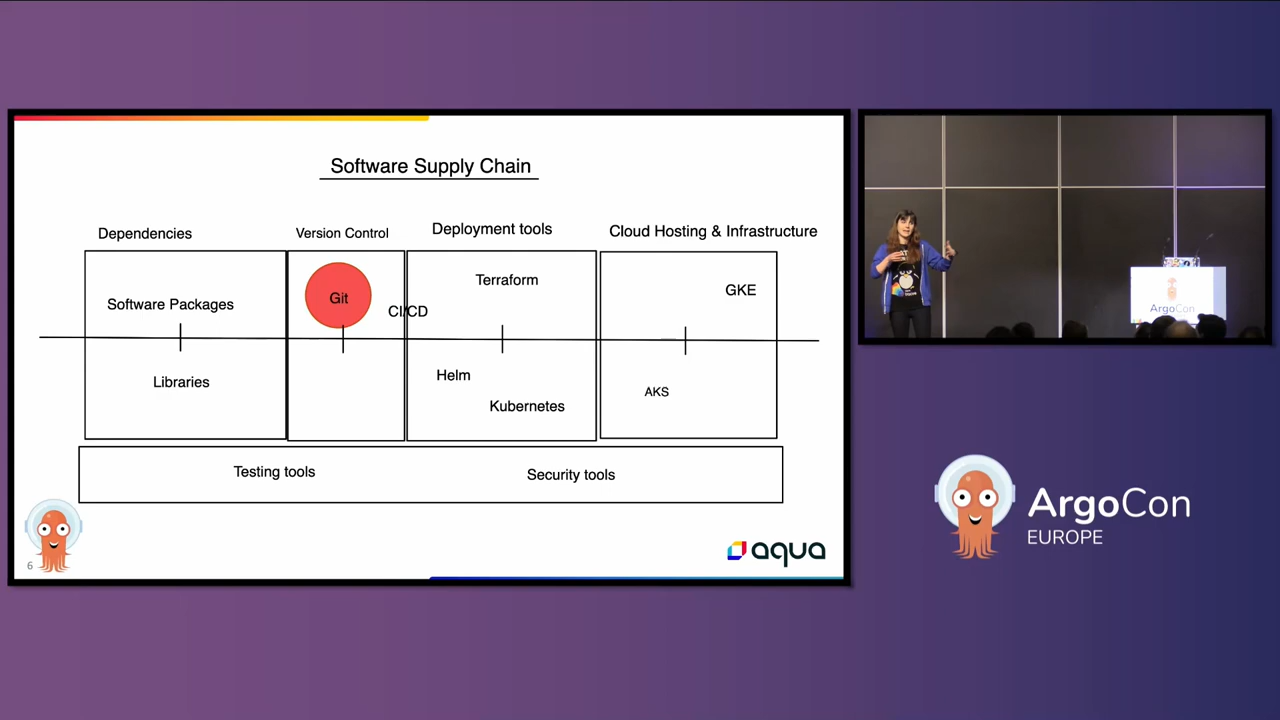 Software Supply Chain
Dependencies
Version Control
Deployment tools
Cloud Hosting & Infrastructure
Software Packages
Git
CI/CD
Terraform
GKE
Libraries
Helm
Kubernetes
AKS
Testing tools
Security tools
6
aqua
ArgoCon
ArgoCon
EUROPE